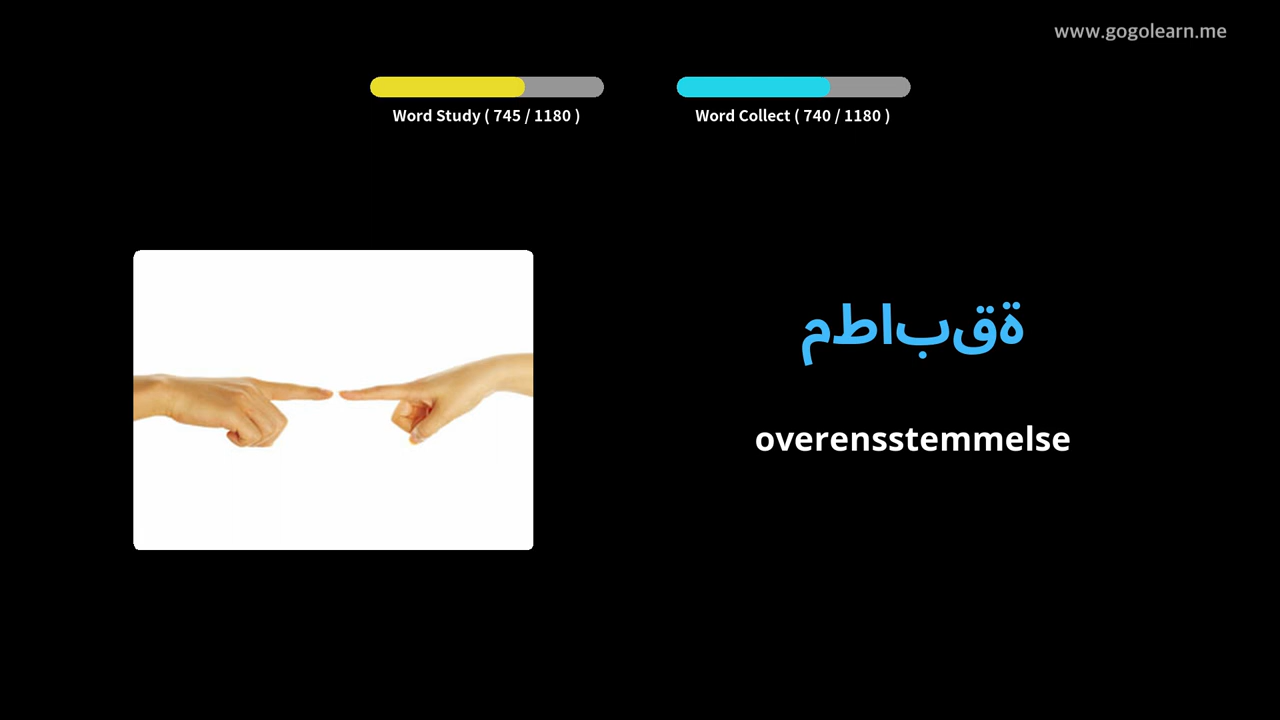 www.gogolearn.me
Word Study ( 745 / 1180 )
Word Collect ( 740 / 1180 )
مطابقة
overensstemmelse